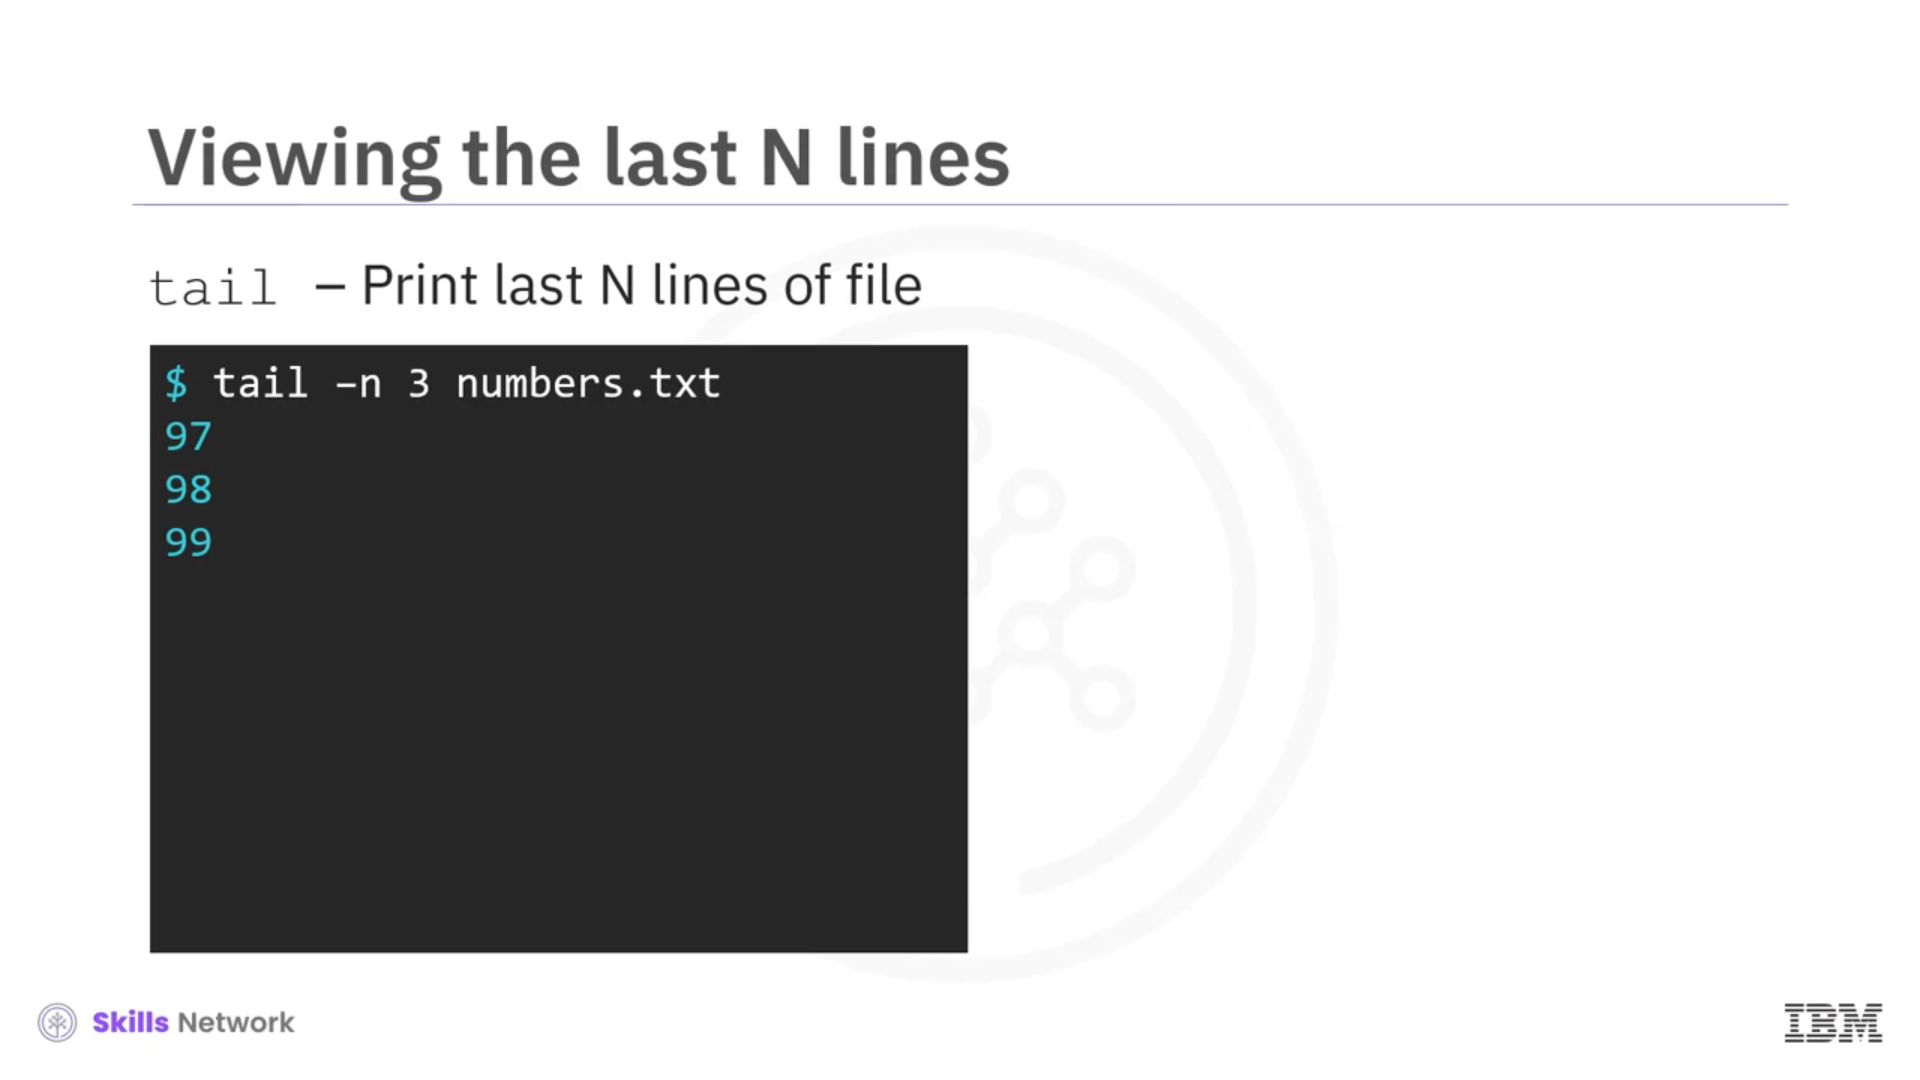 Viewing the last N lines
tail – Print last N lines of file
$ tail –n 3 numbers.txt
97
98
99
Skills Network
IBM